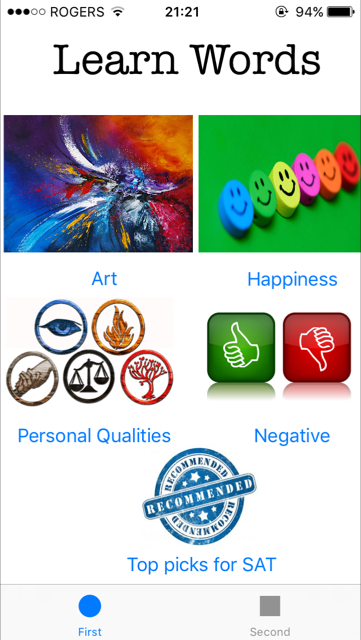 ROGERS 21:21 94%
Learn Words
Art Happiness
Personal Qualities Negative
RECOMMENDED
RECOMMENDED
RECOMMENDED
Top picks for SAT
First Second